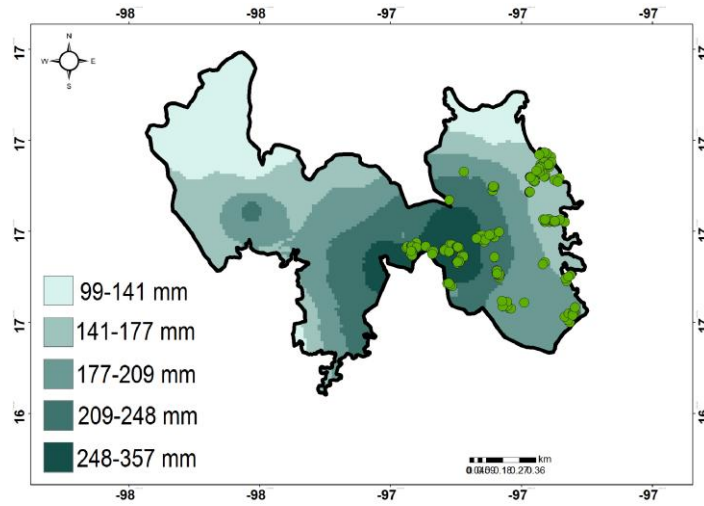 -98 -98 -97 -97 -97
N
W E
S
17 17
17 17
17 17
17 17
16 16
99-141 mm
141-177 mm
177-209 mm
209-248 mm
248-357 mm
km
-98 -98 -97 -97 -97